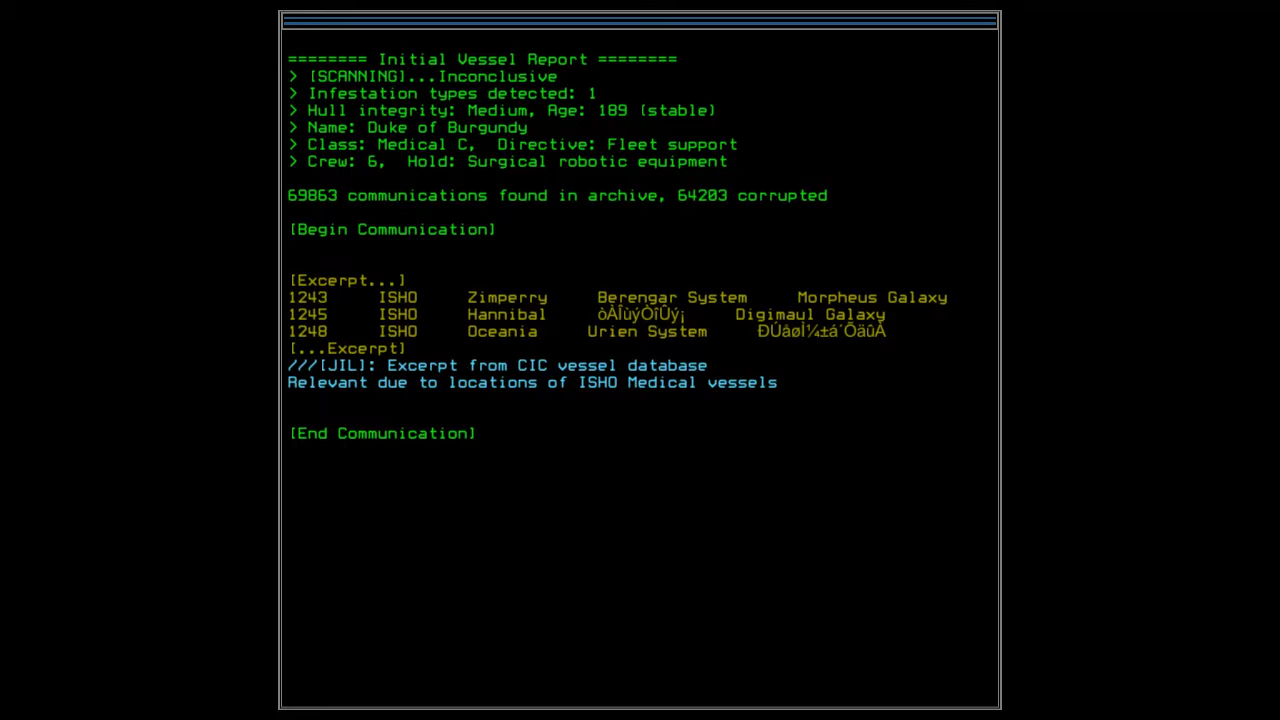 ======== Initial Vessel Report ========
> [SCANNING]...Inconclusive
> Infestation types detected: 1
> Hull integrity: Medium, Age: 189 (stable)
> Name: Duke of Burgundy
> Class: Medical C, Directive: Fleet support
> Crew: 6, Hold: Surgical robotic equipment
69863 communications found in archive, 64203 corrupted
[Begin Communication]
[Excerpt...]
1243 ISHO Zimperry Berengar System Morpheus Galaxy
1245 ISHO Hannibal òÀÎùýÒîÛý¡ Digimayl Galaxy
1248 ISHO Oceania Urien System
[...Excerpt]
///[JIL]: Excerpt from CIC vessel database
Relevant due to locations of ISHO Medical vessels
[End Communication]